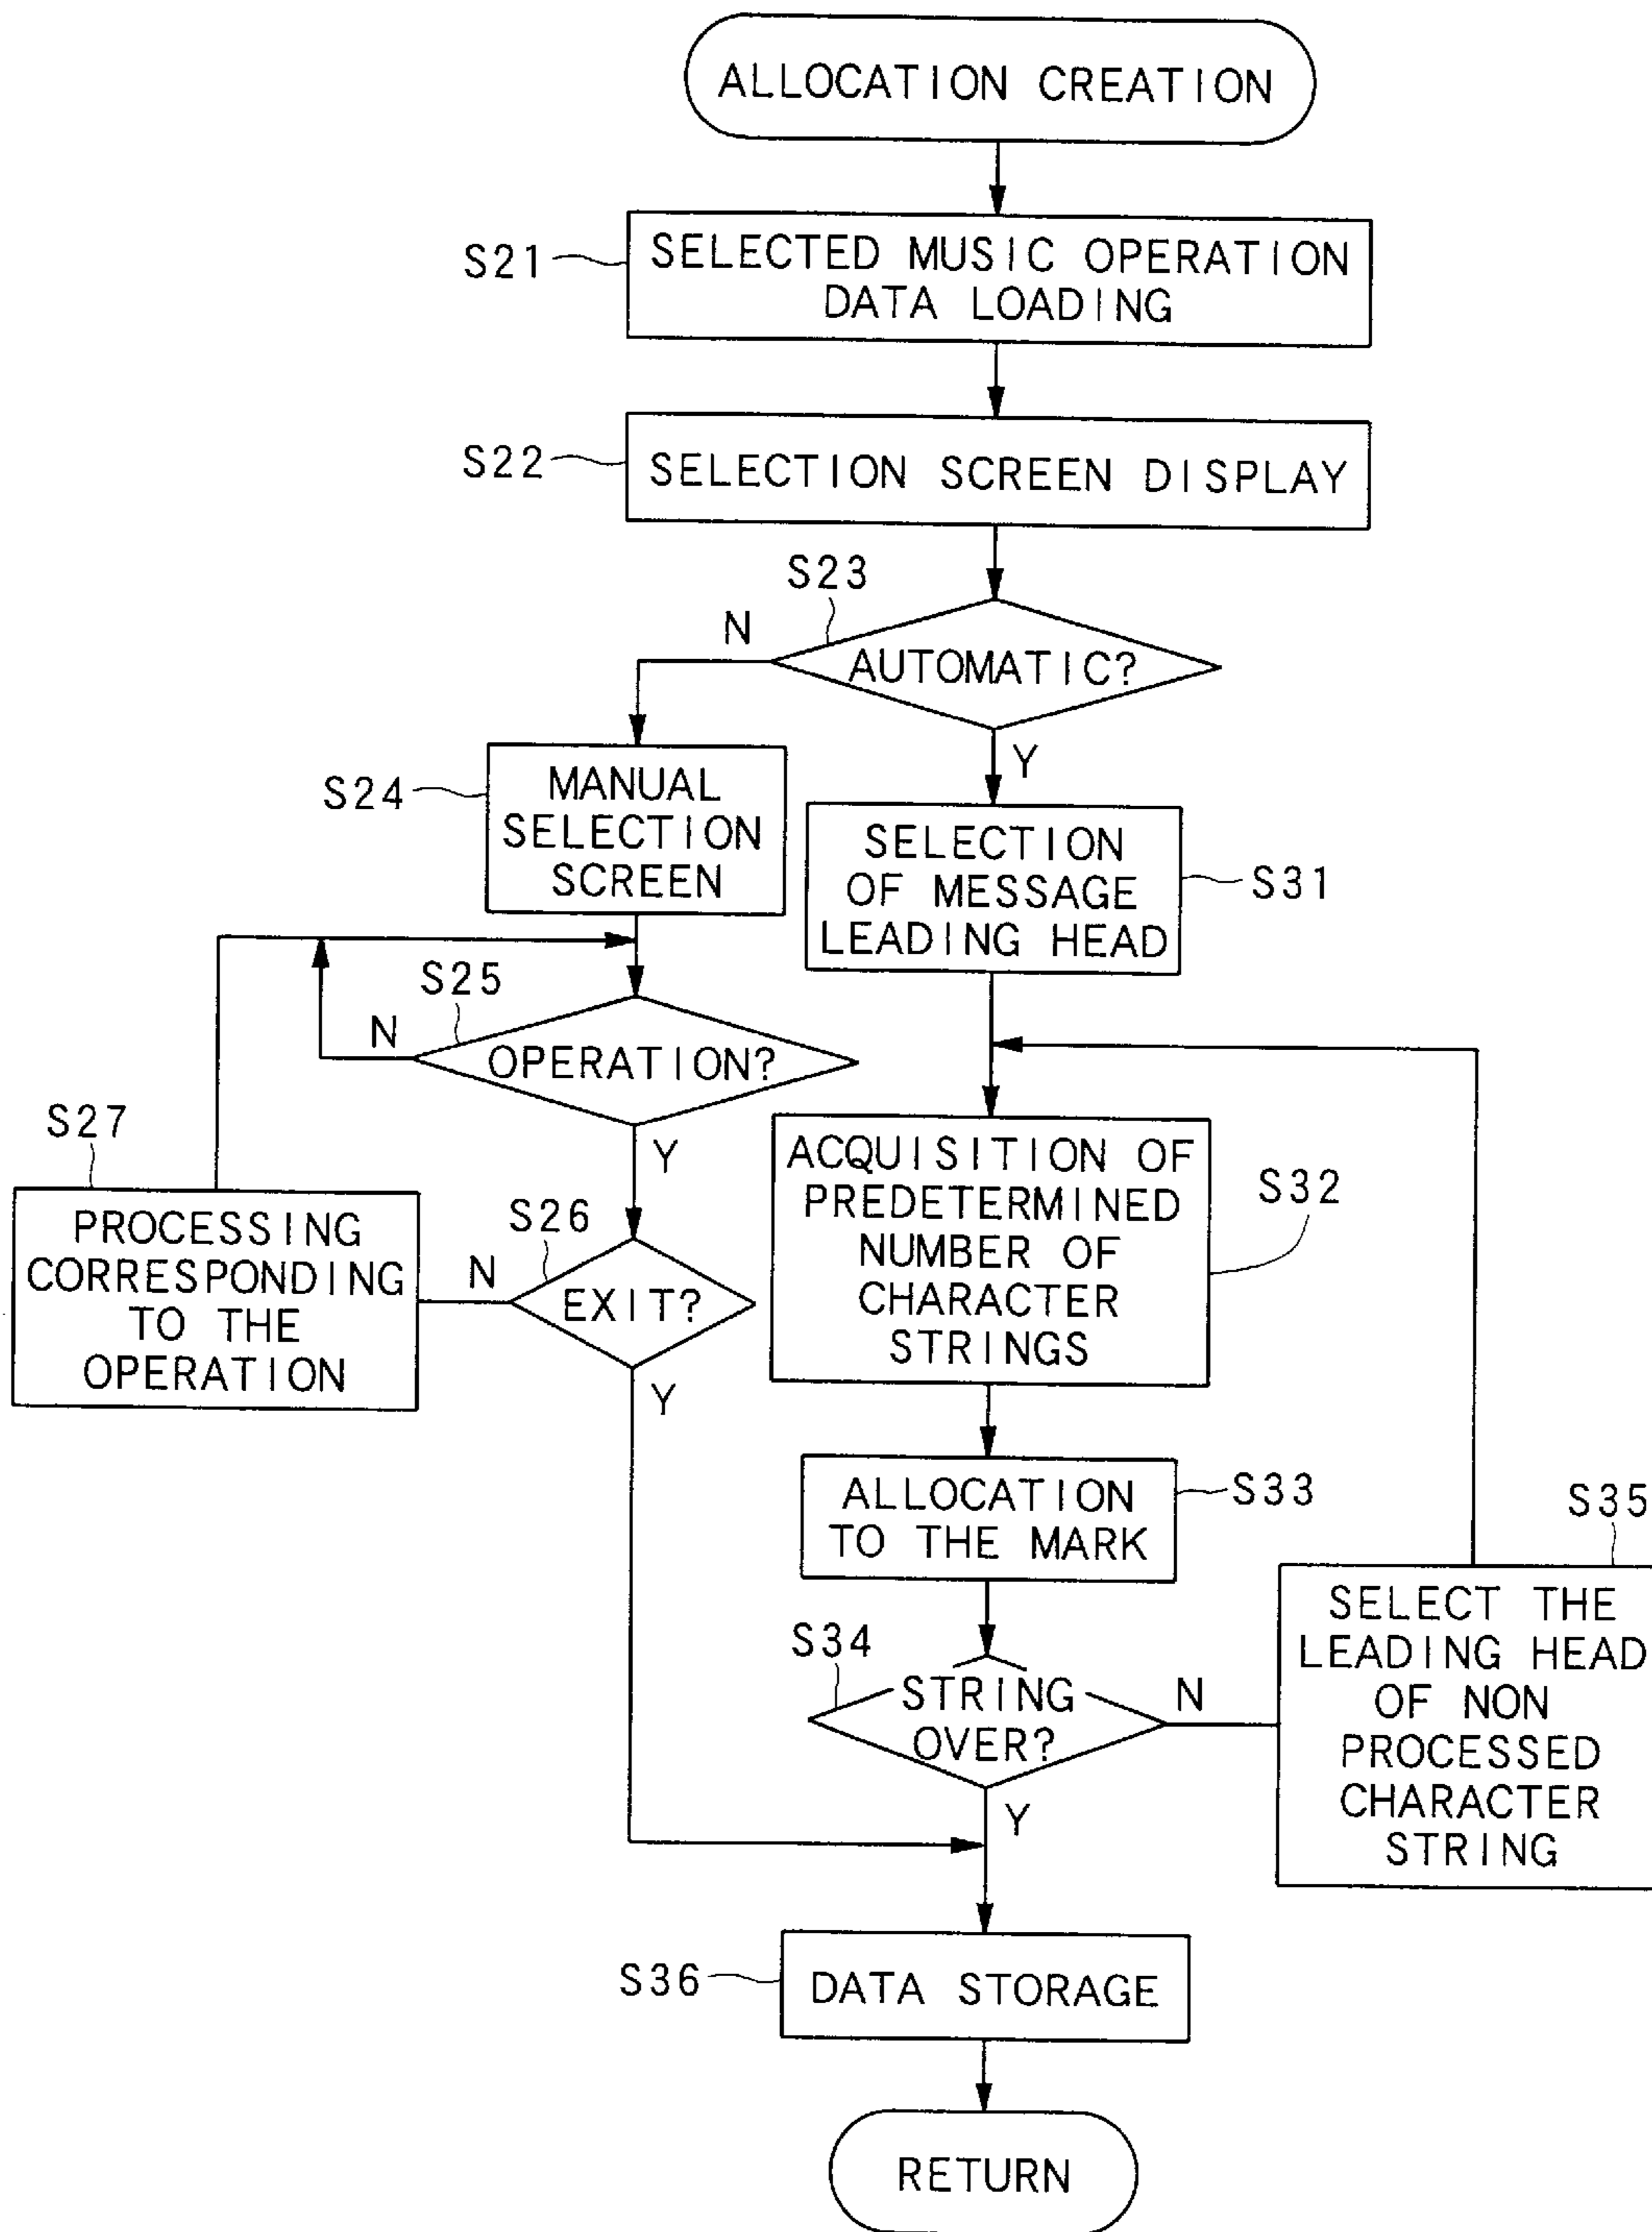 ALLOCATION CREATION
S21
SELECTED MUSIC OPERATION
DATA LOADING
S22
SELECTION SCREEN DISPLAY
S23
N
AUTOMATIC?
Y
S24
MANUAL
SELECTION
SCREEN
SELECTION
OF MESSAGE
LEADING HEAD
S31
S25
N
OPERATION?
Y
S27
PROCESSING
CORRESPONDING
TO THE
OPERATION
S26
N
EXIT?
Y
ACQUISITION OF
PREDETERMINED
NUMBER OF
CHARACTER
STRINGS
S32
ALLOCATION
TO THE MARK
S33
S34
STRING
OVER?
N
Y
S35
SELECT THE
LEADING HEAD
OF NON
PROCESSED
CHARACTER
STRING
S36
DATA STORAGE
RETURN